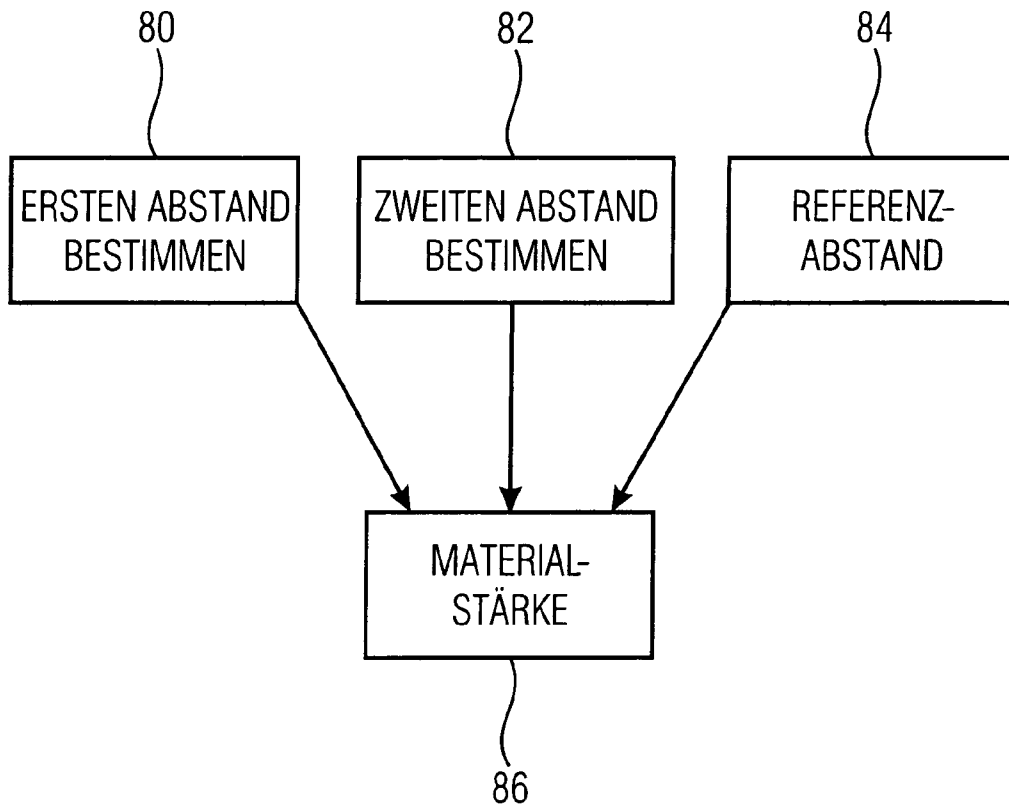 80
82
84
ERSTEN ABSTAND
BESTIMMEN
ZWEITEN ABSTAND
BESTIMMEN
REFERENZ-
ABSTAND
MATERIAL-
STÄRKE
86